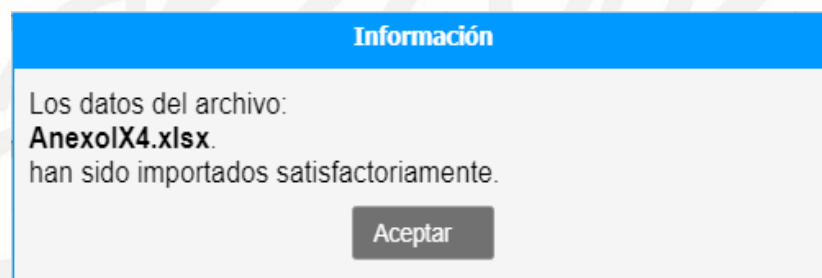 Información
Los datos del archivo:
AnexoIX4.xlsx.
han sido importados satisfactoriamente.
Aceptar